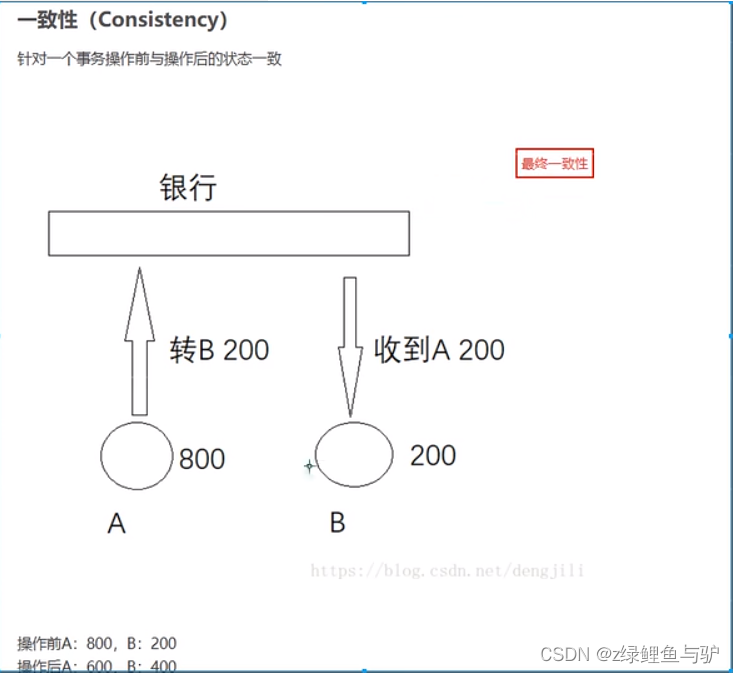 一致性（Consistency）
针对一个事务操作前与操作后的状态一致
最终一致性
银行
转B 200
收到A 200
800
200
A
B
https://blog.csdn.net/dengjili
操作前A：800，B：200
操作后A：600，B：400
CSDN @z绿鲤鱼与驴